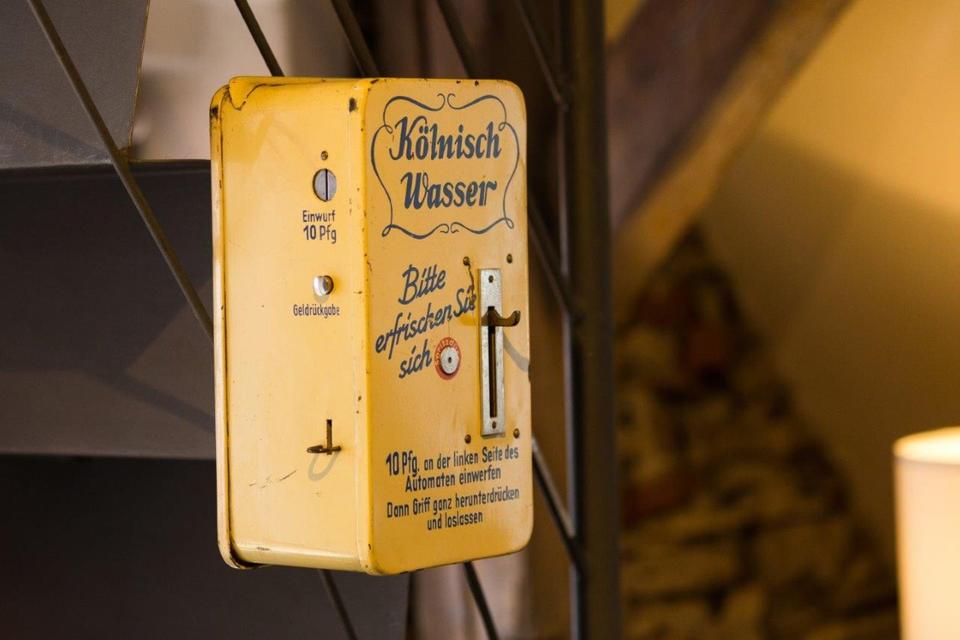 Kölnisch
Wasser
Einwurf
10 Pfg
Geldrückgabe
Bitte
erfrischen Sie
sich
10 Pfg. an der linken Seite des
Automaten einwerfen
Dann Griff ganz herunterdrücken
und loslassen